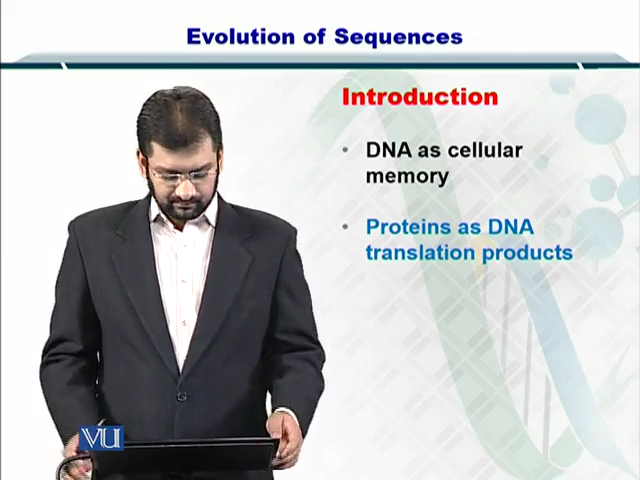 Evolution of Sequences
Introduction
• DNA as cellular
memory
• Proteins as DNA
translation products
VU